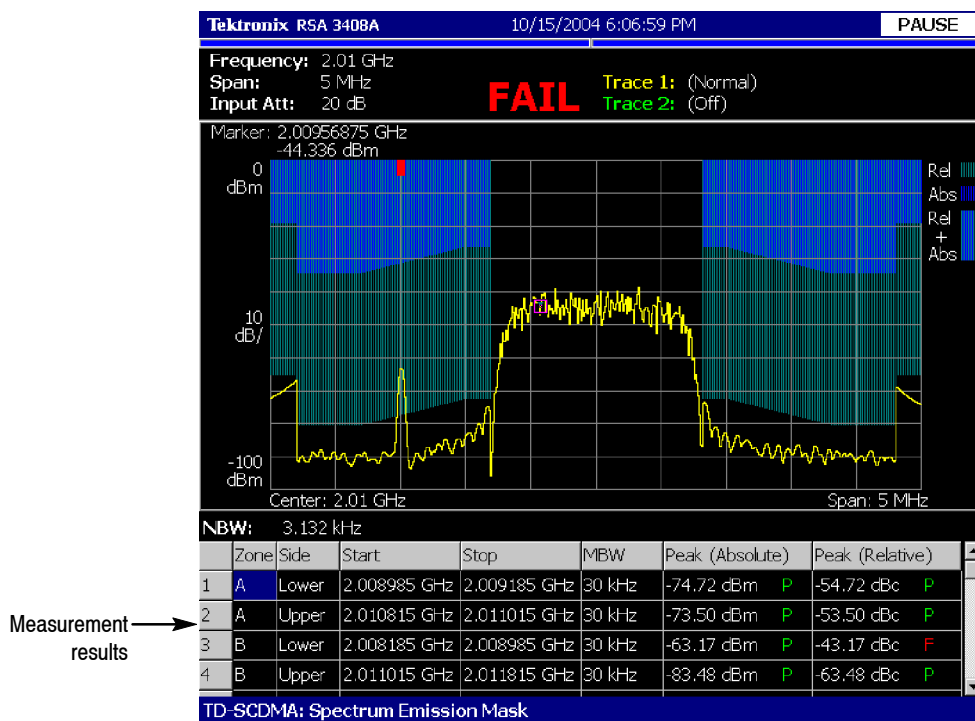 Tektronix RSA 3408A 10/15/2004 6:06:59 PM PAUSE
Frequency: 2.01 GHz
Span: 5 MHz
Input Att: 20 dB
FAIL
Trace 1: (Normal)
Trace 2: (Off)
Marker: 2.00956875 GHz
-44.336 dBm
0
dBm
Rel
Abs
Rel
+
Abs
10
dB/
-100
dBm
Center: 2.01 GHz Span: 5 MHz
NBW: 3.132 kHz
Zone Side Start Stop MBW Peak (Absolute) Peak (Relative)
1 A Lower 2.008985 GHz 2.009185 GHz 30 kHz -74.72 dBm P -54.72 dBc P
2 A Upper 2.010815 GHz 2.011015 GHz 30 kHz -73.50 dBm P -53.50 dBc P
3 B Lower 2.008185 GHz 2.008985 GHz 30 kHz -63.17 dBm P -43.17 dBc F
4 B Upper 2.011015 GHz 2.011815 GHz 30 kHz -83.48 dBm P -63.48 dBc P
Measurement
results
TD-SCDMA: Spectrum Emission Mask